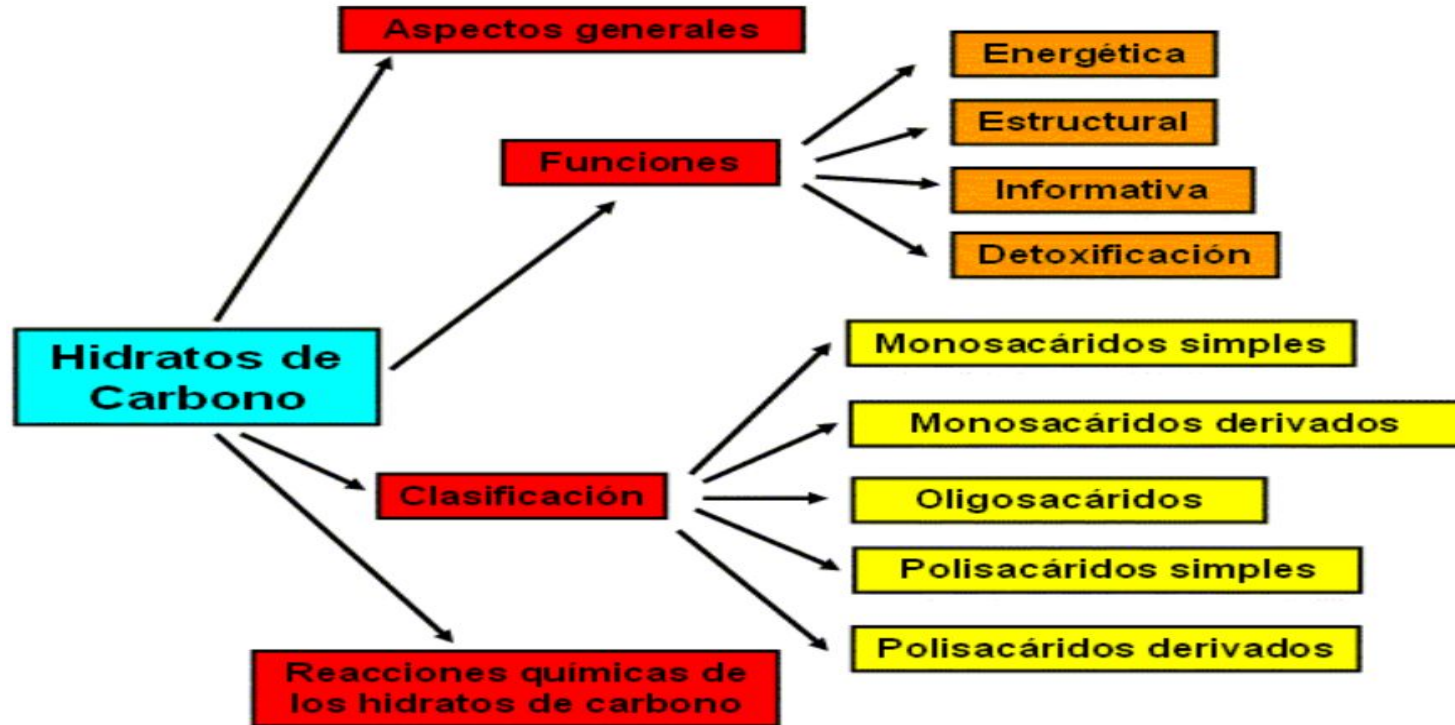 Aspectos generales
Energética
Estructural
Funciones
Informativa
Detoxificación
Hidratos de
Carbono
Monosacáridos simples
Monosacáridos derivados
Clasificación
Oligosacáridos
Polisacáridos simples
Polisacáridos derivados
Reacciones químicas de
los hidratos de carbono